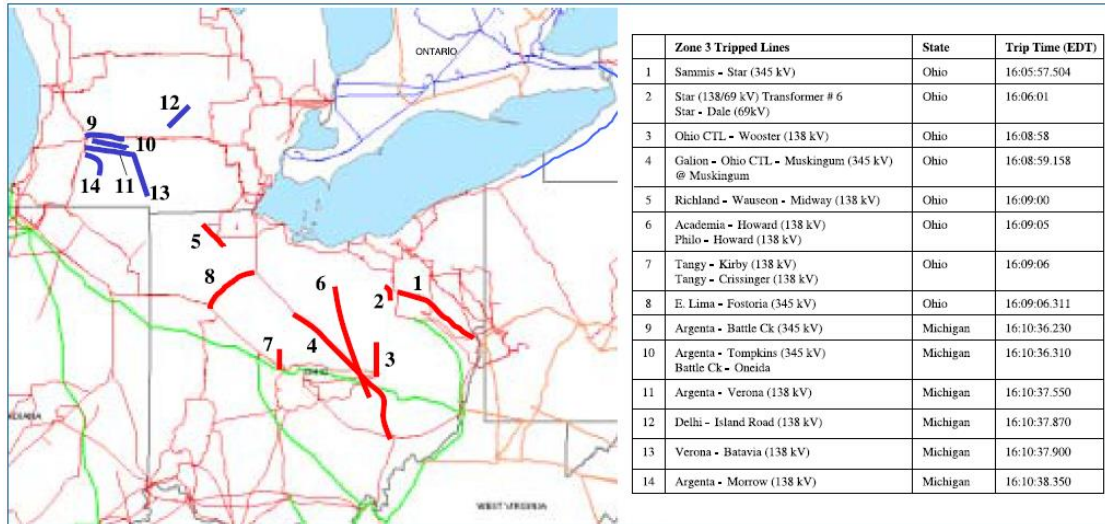 ONTARIO
12
9
10
14
11
13
5
8
6
1
2
7
4
3
OHIO
INDIANA
WEST VIRGINIA
Zone 3 Tripped Lines State Trip Time (EDT)
1 Sammis - Star (345 kV) Ohio 16:05:57.504
2 Star (138/69 kV) Transformer # 6 Ohio 16:06:01
Star - Dale (69kV)
3 Ohio CTL - Wooster (138 kV) Ohio 16:08:58
4 Galion - Ohio CTL - Muskingum (345 kV) Ohio 16:08:59.158
@ Muskingum
5 Richland - Wauseon - Midway (138 kV) Ohio 16:09:00
6 Academia - Howard (138 kV) Ohio 16:09:05
Philo - Howard (138 kV)
7 Tangy - Kirby (138 kV) Ohio 16:09:06
Tangy - Crissinger (138 kV)
8 E. Lima - Fostoria (345 kV) Ohio 16:09:06.311
9 Argenta - Battle Ck (345 kV) Michigan 16:10:36.230
10 Argenta - Tompkins (345 kV) Michigan 16:10:36.310
Battle Ck - Oneida
11 Argenta - Verona (138 kV) Michigan 16:10:37.550
12 Delhi - Island Road (138 kV) Michigan 16:10:37.870
13 Verona - Batavia (138 kV) Michigan 16:10:37.900
14 Argenta - Morrow (138 kV) Michigan 16:10:38.350